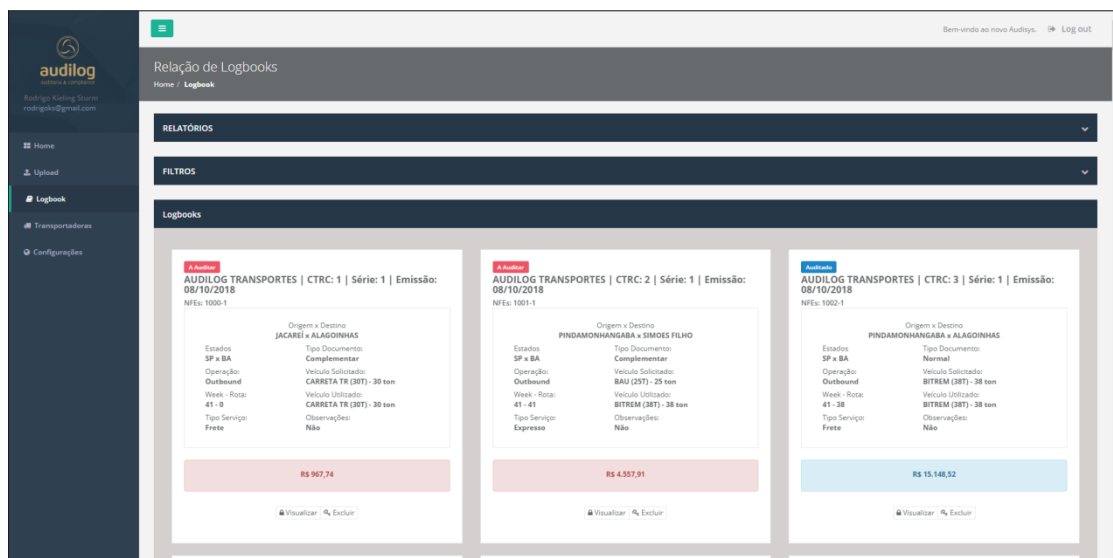 Bem-vindo ao novo Audisys. Log out
audilog
auditoria & compliance
Rodrigo Kieling Sturm
rodrigoks@gmail.com
Home
Upload
Logbook
Transportadoras
Configurações
Relação de Logbooks
Home / Logbook
RELATÓRIOS
FILTROS
Logbooks
A Auditar
AUDILOG TRANSPORTES | CTRC: 1 | Série: 1 | Emissão:
08/10/2018
NFEs: 1000-1
Origem x Destino
JACAREÍ x ALAGOINHAS
Estados Tipo Documento:
SP x BA Complementar
Operação: Veículo Solicitado:
Outbound CARRETA TR (30T) - 30 ton
Week - Rota: Veículo Utilizado:
41 - 0 CARRETA TR (30T) - 30 ton
Tipo Serviço: Observações:
Frete Não
R$ 967,74
Visualizar Excluir
A Auditar
AUDILOG TRANSPORTES | CTRC: 2 | Série: 1 | Emissão:
08/10/2018
NFEs: 1001-1
Origem x Destino
PINDAMONHANGABA x SIMOES FILHO
Estados Tipo Documento:
SP x BA Complementar
Operação: Veículo Solicitado:
Outbound BAU (25T) - 25 ton
Week - Rota: Veículo Utilizado:
41 - 41 BITREM (38T) - 38 ton
Tipo Serviço: Observações:
Expresso Não
R$ 4.557,91
Visualizar Excluir
Auditado
AUDILOG TRANSPORTES | CTRC: 3 | Série: 1 | Emissão:
08/10/2018
NFEs: 1002-1
Origem x Destino
PINDAMONHANGABA x ALAGOINHAS
Estados Tipo Documento:
SP x BA Normal
Operação: Veículo Solicitado:
Outbound BITREM (38T) - 38 ton
Week - Rota: Veículo Utilizado:
41 - 38 BITREM (38T) - 38 ton
Tipo Serviço: Observações:
Frete Não
R$ 15.148,52
Visualizar Excluir